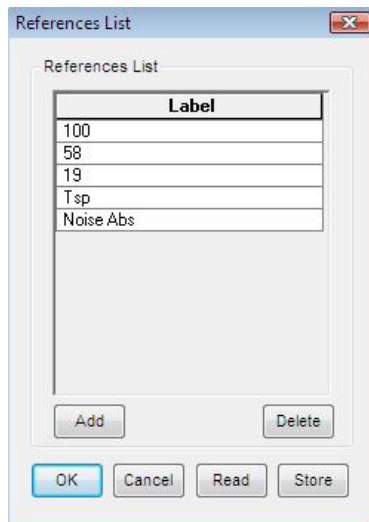 References List
References List
Label
100
58
19
Tsp
Noise Abs
Add Delete
OK Cancel Read Store